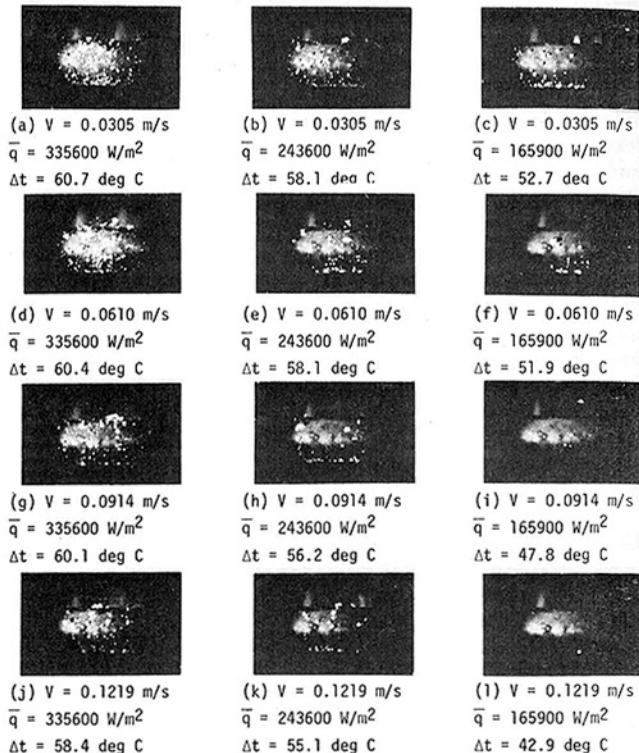 (a) V = 0.0305 m/s
q̅ = 335600 W/m²
Δt = 60.7 deg C
(b) V = 0.0305 m/s
q̅ = 243600 W/m²
Δt = 58.1 deg C
(c) V = 0.0305 m/s
q̅ = 165900 W/m²
Δt = 52.7 deg C
(d) V = 0.0610 m/s
q̅ = 335600 W/m²
Δt = 60.4 deg C
(e) V = 0.0610 m/s
q̅ = 243600 W/m²
Δt = 58.1 deg C
(f) V = 0.0610 m/s
q̅ = 165900 W/m²
Δt = 51.9 deg C
(g) V = 0.0914 m/s
q̅ = 335600 W/m²
Δt = 60.1 deg C
(h) V = 0.0914 m/s
q̅ = 243600 W/m²
Δt = 56.2 deg C
(i) V = 0.0914 m/s
q̅ = 165900 W/m²
Δt = 47.8 deg C
(j) V = 0.1219 m/s
q̅ = 335600 W/m²
Δt = 58.4 deg C
(k) V = 0.1219 m/s
q̅ = 243600 W/m²
Δt = 55.1 deg C
(l) V = 0.1219 m/s
q̅ = 165900 W/m²
Δt = 42.9 deg C